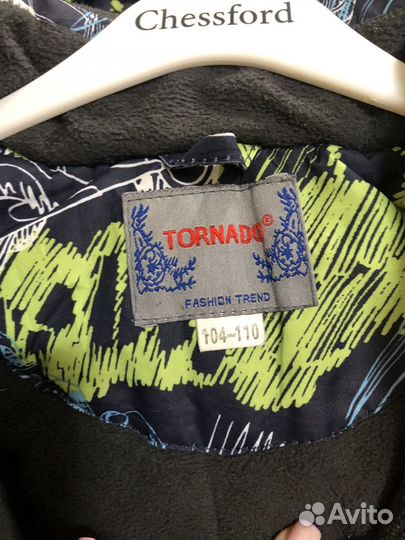 Chessford
TORNADO®
FASHION TREND
104-110
Avito